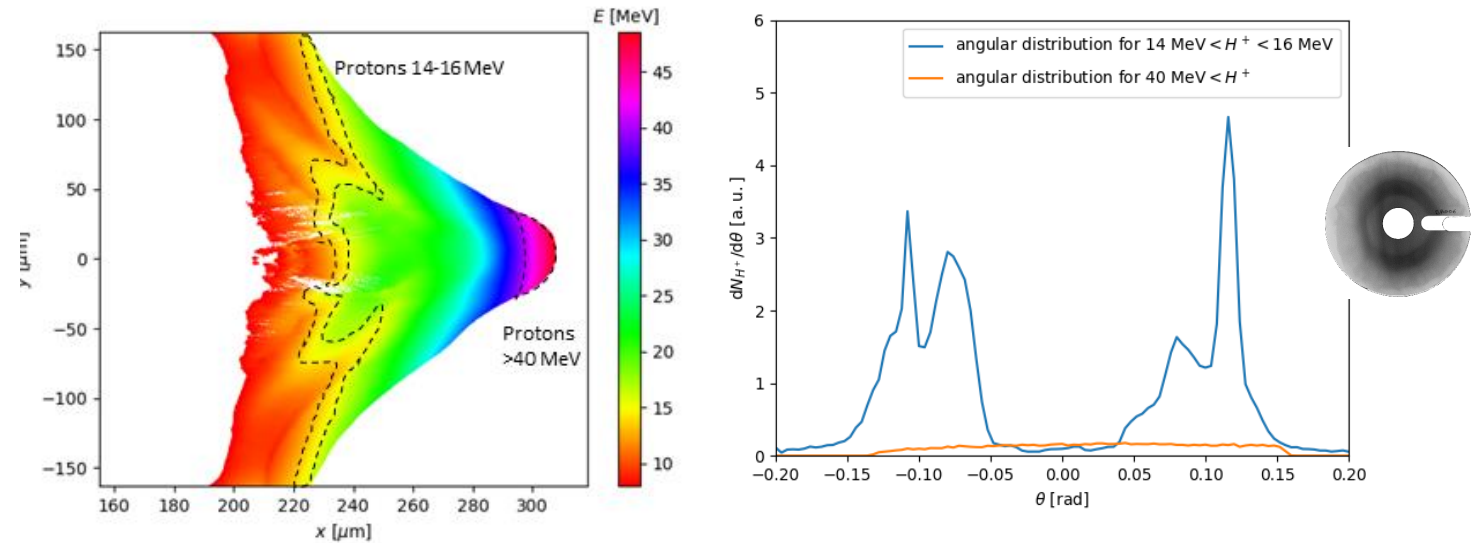 E [MeV]
150
100
50
0
−50
−100
−150
160 180 200 220 240 260 280 300
x [μm]
Protons 14-16 MeV
Protons
>40 MeV
45
40
35
30
25
20
15
10
6
5
4
3
2
1
0
dN_{H^+}/dθ [a. u.]
angular distribution for 14 MeV < H^+ < 16 MeV
angular distribution for 40 MeV < H^+
−0.20 −0.15 −0.10 −0.05 0.00 0.05 0.10 0.15 0.20
θ [rad]